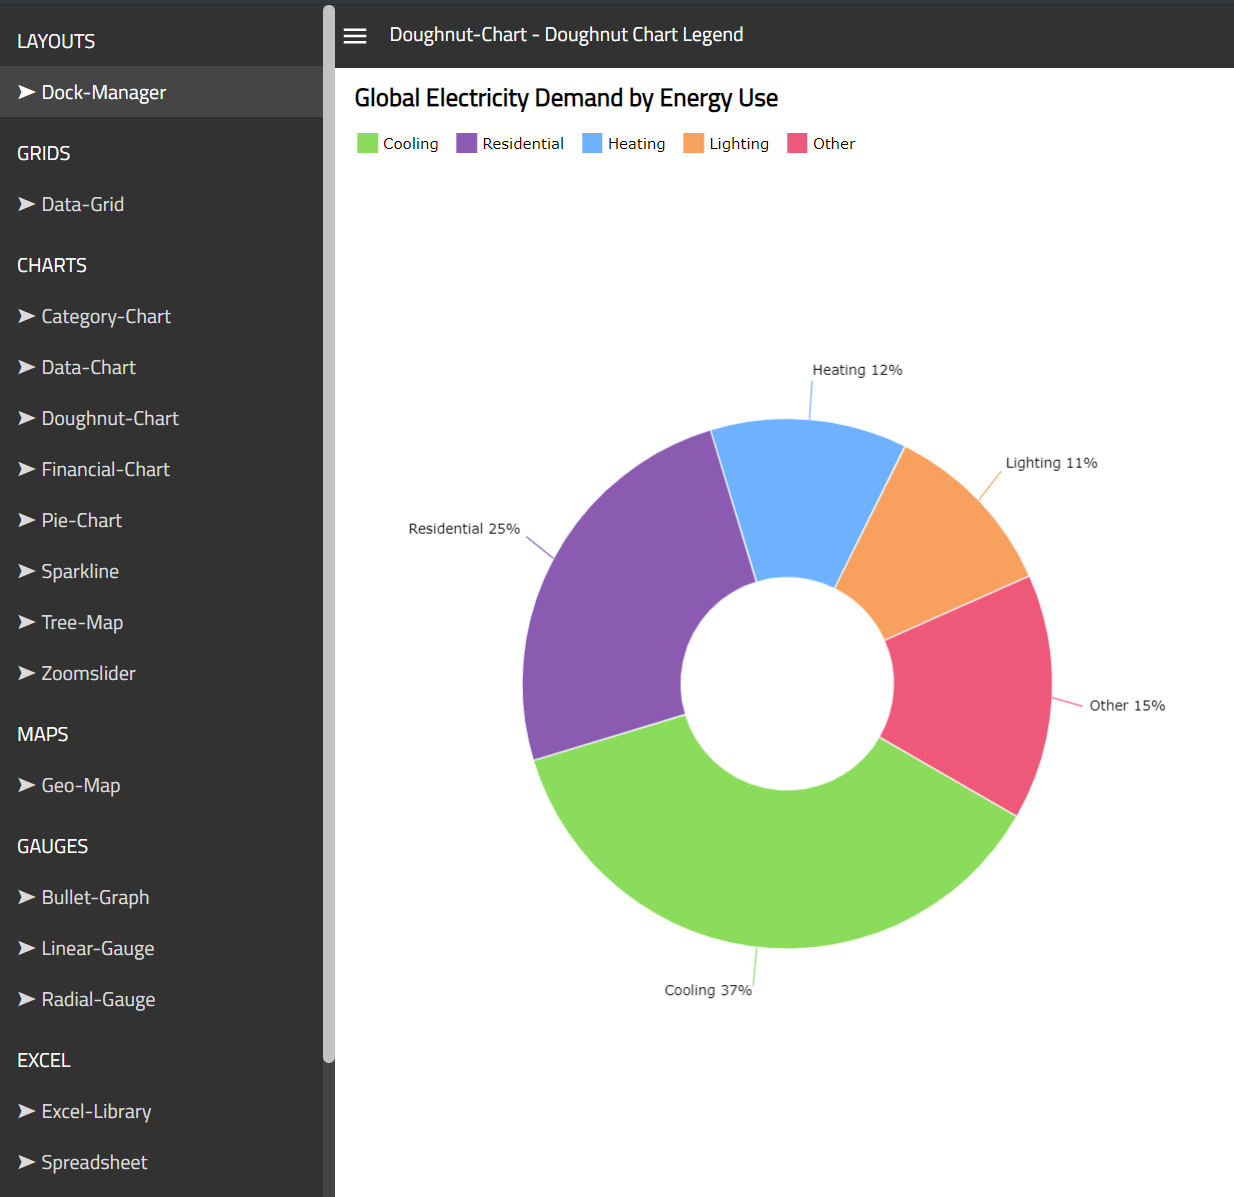 LAYOUTS
Dock-Manager
GRIDS
Data-Grid
CHARTS
Category-Chart
Data-Chart
Doughnut-Chart
Financial-Chart
Pie-Chart
Sparkline
Tree-Map
Zoomslider
MAPS
Geo-Map
GAUGES
Bullet-Graph
Linear-Gauge
Radial-Gauge
EXCEL
Excel-Library
Spreadsheet
Doughnut-Chart - Doughnut Chart Legend
Global Electricity Demand by Energy Use
Cooling Residential Heating Lighting Other
Heating 12%
Lighting 11%
Residential 25%
Other 15%
Cooling 37%